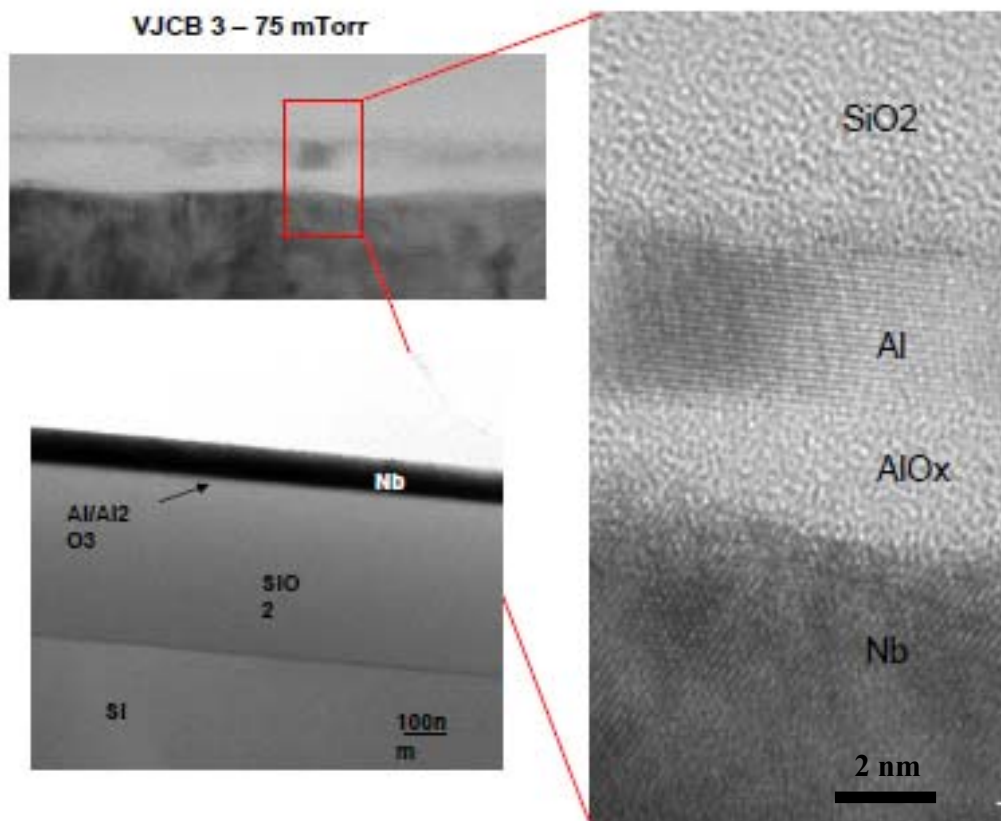 VJCB 3 – 75 mTorr
SiO2
Al
AlOx
Nb
2 nm
Nb
Al/Al2
O3
SiO
2
Si
100n
m